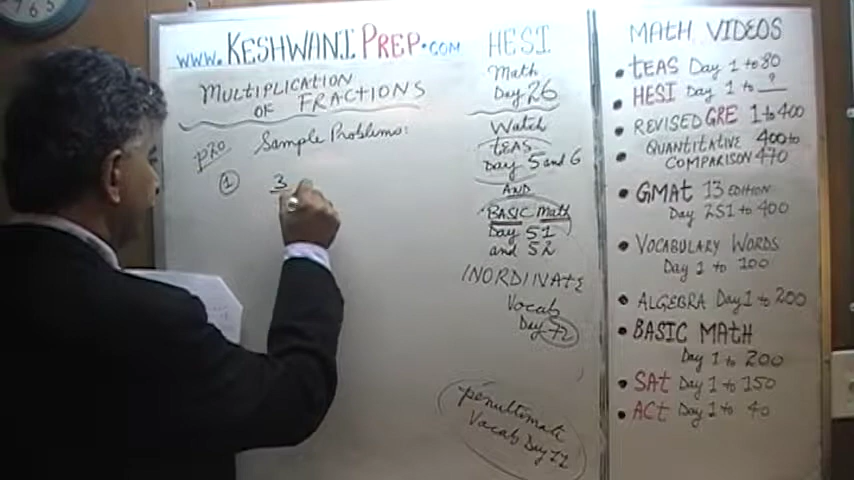 www.KESHWANIPREP.COM
MULTIPLICATION
OF FRACTIONS
PRO
Sample Problems:
1
3
HESI
Math
Day 26
Watch
TEAS
Day 5 and 6
AND
BASIC Math
Day 51
and 52
INORDINATE
Vocab
Day 72
penultimate
Vocab Day 22
MATH VIDEOS
• TEAS Day 1 to 80
• HESI Day 1 to ?
• REVISED GRE 1 to 400
• QUANTITATIVE 400 to
COMPARISON 470
• GMAT 13 EDITION
Day 251 to 400
• VOCABULARY WORDS
Day 1 to 100
• ALGEBRA Day 1 to 200
• BASIC MATH
Day 1 to 200
• SAT Day 1 to 150
• ACT Day 1 to 40